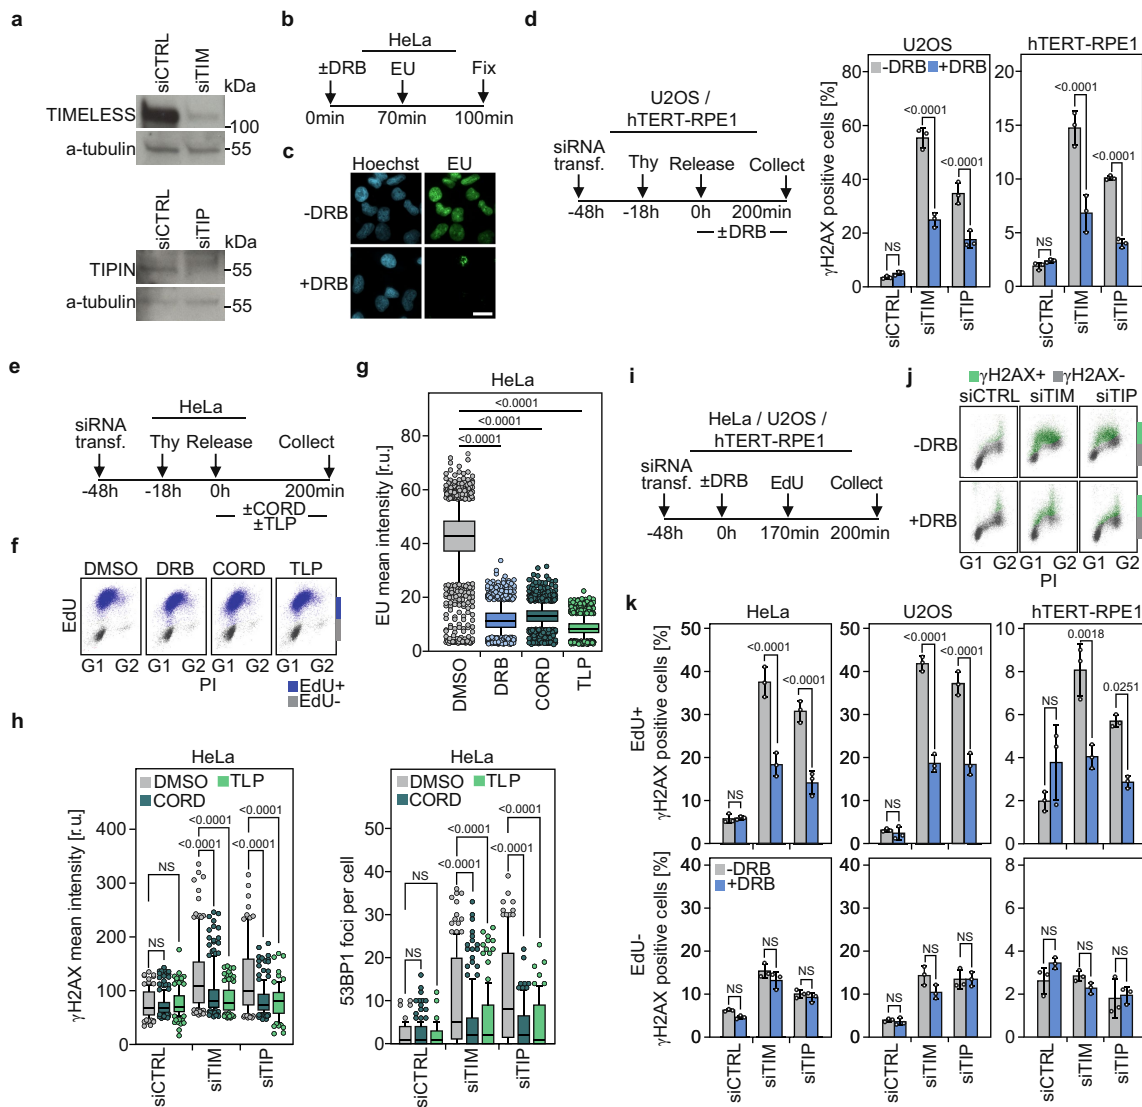 a
siCTRL
siTIM
kDa
TIMELESS
-100
a-tubulin
-55
siCTRL
siTIP
kDa
TIPIN
-55
a-tubulin
-55
b
HeLa
±DRB EU Fix
0min 70min 100min
c
Hoechst EU
-DRB
+DRB
d
U2OS /
hTERT-RPE1
siRNA
transf. Thy Release Collect
-48h -18h 0h 200min
±DRB
U2OS
hTERT-RPE1
-DRB +DRB
γH2AX positive cells [%]
80
60
40
20
0
NS
<0.0001
<0.0001
siCTRL
siTIM
siTIP
20
15
10
5
0
NS
<0.0001
<0.0001
siCTRL
siTIM
siTIP
e
HeLa
siRNA
transf. Thy Release Collect
-48h -18h 0h 200min
±CORD
±TLP
f
DMSO DRB CORD TLP
EdU
G1 G2 G1 G2 G1 G2 G1 G2
PI
EdU+
EdU-
g
HeLa
EU mean intensity [r.u.]
80
60
40
20
0
<0.0001
<0.0001
<0.0001
DMSO
DRB
CORD
TLP
h
HeLa
DMSO TLP
CORD
γH2AX mean intensity [r.u.]
400
300
200
100
0
NS
NS
<0.0001
<0.0001
<0.0001
<0.0001
siCTRL
siTIM
siTIP
HeLa
DMSO TLP
CORD
53BP1 foci per cell
50
40
30
20
10
0
NS
NS
<0.0001
<0.0001
<0.0001
<0.0001
siCTRL
siTIM
siTIP
i
HeLa / U2OS /
hTERT-RPE1
siRNA
transf. ±DRB EdU Collect
-48h 0h 170min 200min
j
γH2AX+ γH2AX-
siCTRL siTIM siTIP
-DRB
+DRB
G1 G2 G1 G2 G1 G2
PI
k
HeLa
U2OS
hTERT-RPE1
EdU+
γH2AX positive cells [%]
50
40
30
20
10
0
NS
<0.0001
<0.0001
50
40
30
20
10
0
NS
<0.0001
<0.0001
10
8
6
4
2
0
NS
0.0018
0.0251
EdU-
γH2AX positive cells [%]
-DRB
+DRB
50
40
30
20
10
0
NS
NS
NS
siCTRL
siTIM
siTIP
50
40
30
20
10
0
NS
NS
NS
siCTRL
siTIM
siTIP
8
6
4
2
0
NS
NS
NS
siCTRL
siTIM
siTIP